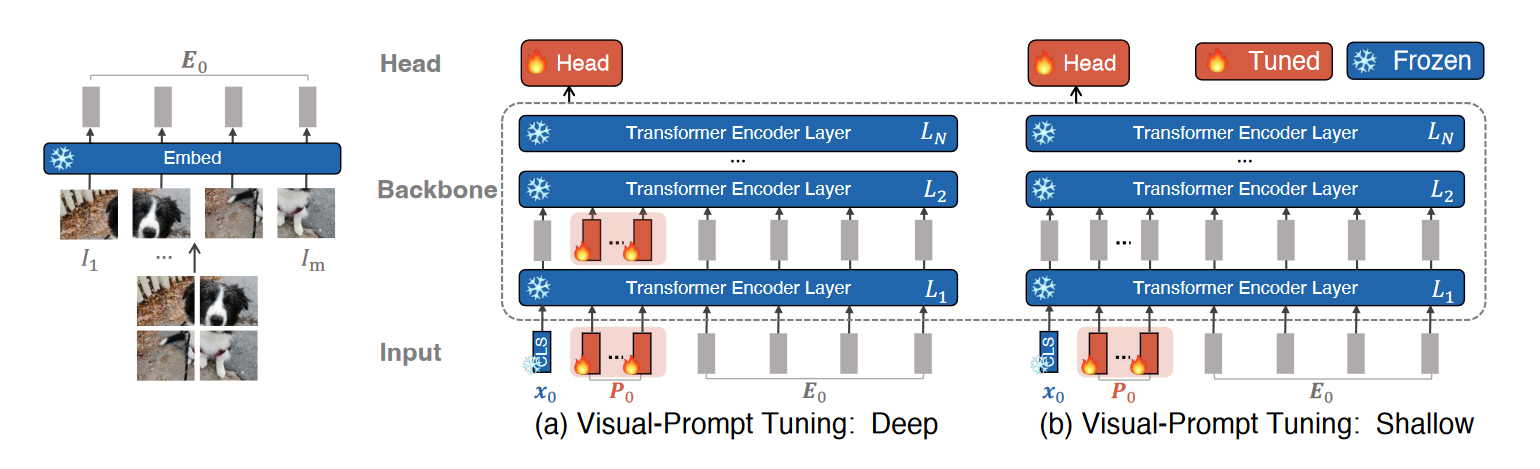 E₀
Embed
I₁ ... Iₘ
Head
Backbone
Input
Head
Transformer Encoder Layer L_N
...
Transformer Encoder Layer L₂
...
Transformer Encoder Layer L₁
CLS
...
x₀ P₀ E₀
(a) Visual-Prompt Tuning: Deep
Head
Tuned
Frozen
Transformer Encoder Layer L_N
...
Transformer Encoder Layer L₂
...
Transformer Encoder Layer L₁
CLS
...
x₀ P₀ E₀
(b) Visual-Prompt Tuning: Shallow